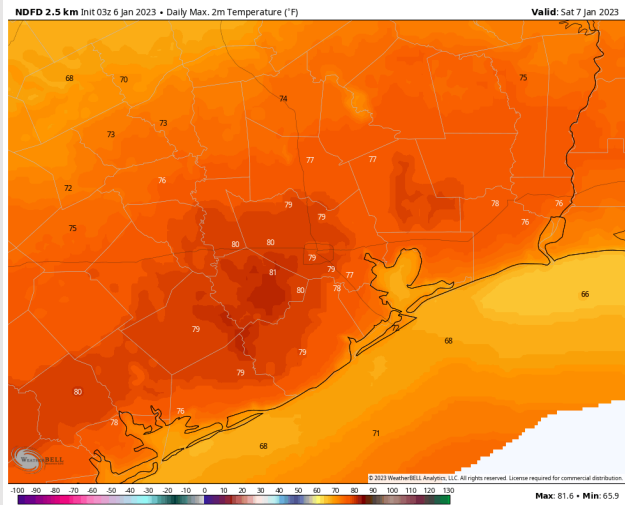 NDFD 2.5 km Init 03z 6 Jan 2023 • Daily Max. 2m Temperature (°F) Valid: Sat 7 Jan 2023
68 70 75
74
73
73
77 77
76
72
79 78 76
79 76
75
80 80
79
81 79 77
80 78
66
79 72
68
79
79
80
76
78
71
68
WEATHERBELL
© 2023 WeatherBELL Analytics, LLC. All rights reserved. License required for commercial distribution.
-100 -90 -80 -70 -60 -50 -40 -30 -20 -10 0 10 20 30 40 50 60 70 80 90 100 110 120 130
Max: 81.6 • Min: 65.9